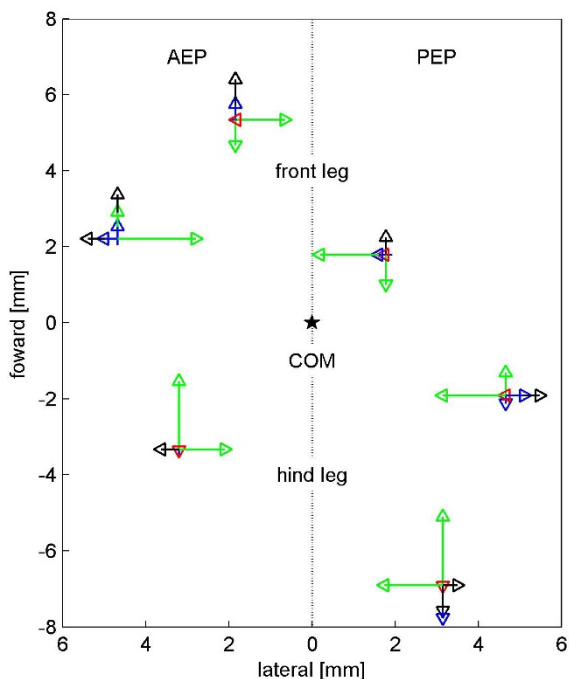 8
AEP
PEP
6
4
front leg
2
foward [mm]
0
COM
-2
-4
hind leg
-6
-8
6 4 2 0 2 4 6
lateral [mm]